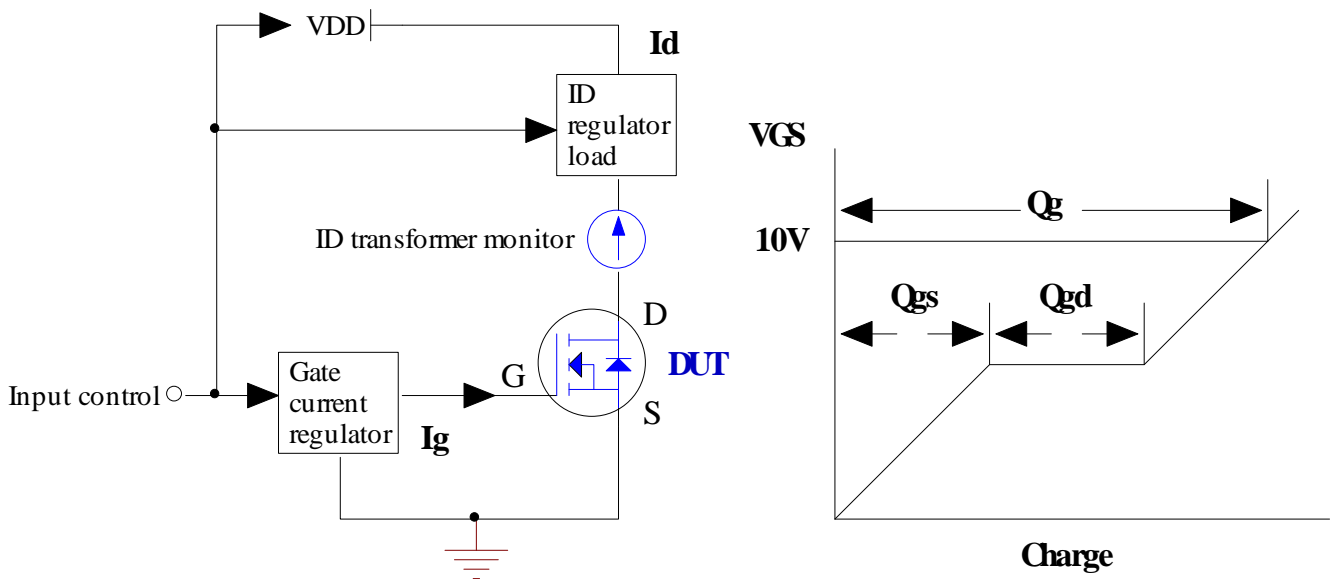 VDD
Id
ID
regulator
load
ID transformer monitor
D
DUT
G
S
Input control
Gate
current
regulator
Ig
VGS
Qg
10V
Qgs
Qgd
Charge